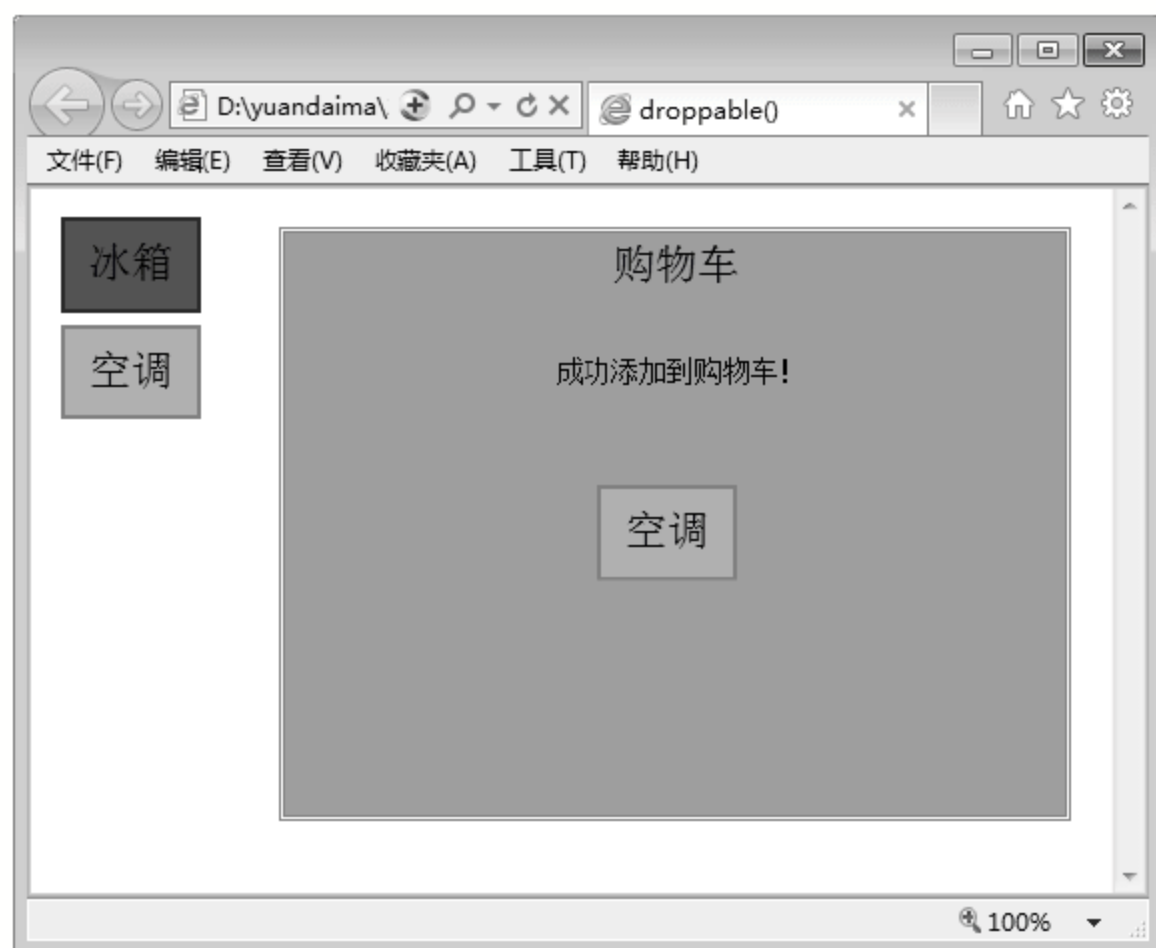 D:\yuandaima\
droppable()
文件(F) 编辑(E) 查看(V) 收藏夹(A) 工具(T) 帮助(H)
冰箱
空调
购物车
成功添加到购物车!
空调
100%